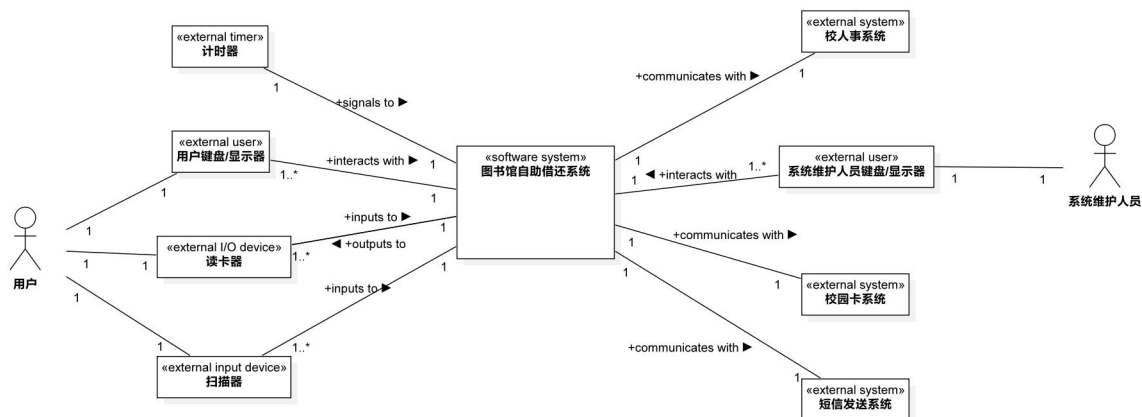 «external timer»
计时器
1
+signals to ►
1
«external user»
用户键盘/显示器
1..*
+interacts with ►
1
1
1
用户
«external I/O device»
读卡器
1
1
1..*
+inputs to ►
◄ +outputs to
1
«external input device»
扫描器
1
1
1..*
+inputs to ►
1
«software system»
图书馆自助借还系统
«external system»
校人事系统
1
+communicates with ►
1
«external user»
系统维护人员键盘/显示器
1..*
◄ +interacts with
1
1
1
系统维护人员
«external system»
校园卡系统
1
+communicates with ►
1
«external system»
短信发送系统
1
+communicates with ►
1